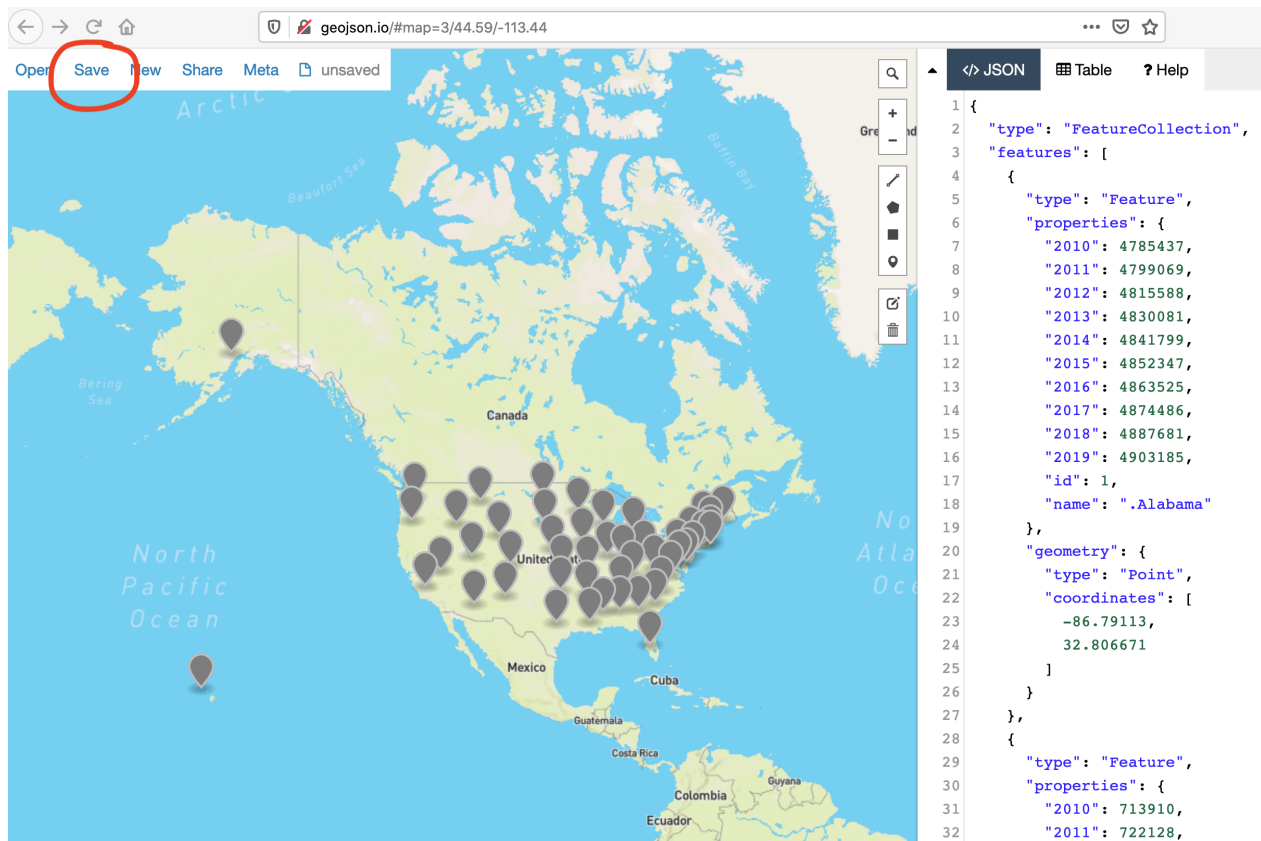 geojson.io/#map=3/44.59/-113.44
Open Save New Share Meta unsaved
</> JSON Table ? Help
Arctic
Beaufort Sea
Baffin Bay
Bering
Sea
Canada
North
Pacific
Ocean
United
Mexico
Cuba
Guatemala
Costa Rica
Guyana
Colombia
Ecuador
1 {
2 "type": "FeatureCollection",
3 "features": [
4 {
5 "type": "Feature",
6 "properties": {
7 "2010": 4785437,
8 "2011": 4799069,
9 "2012": 4815588,
10 "2013": 4830081,
11 "2014": 4841799,
12 "2015": 4852347,
13 "2016": 4863525,
14 "2017": 4874486,
15 "2018": 4887681,
16 "2019": 4903185,
17 "id": 1,
18 "name": ".Alabama"
19 },
20 "geometry": {
21 "type": "Point",
22 "coordinates": [
23 -86.79113,
24 32.806671
25 ]
26 }
27 },
28 {
29 "type": "Feature",
30 "properties": {
31 "2010": 713910,
32 "2011": 722128,